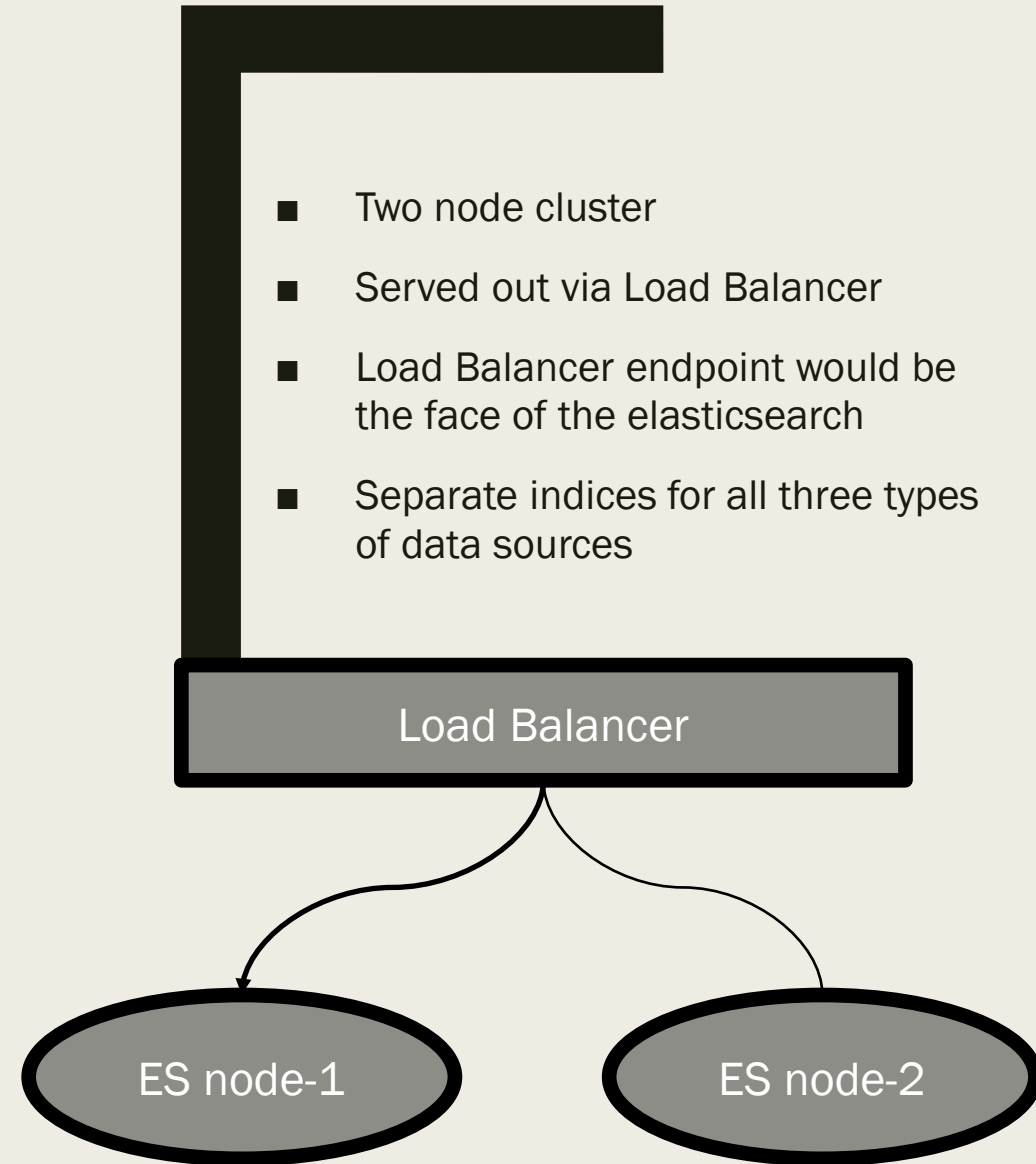 Two node cluster
Served out via Load Balancer
Load Balancer endpoint would be
the face of the elasticsearch
Separate indices for all three types
of data sources
Load Balancer
ES node-1
ES node-2